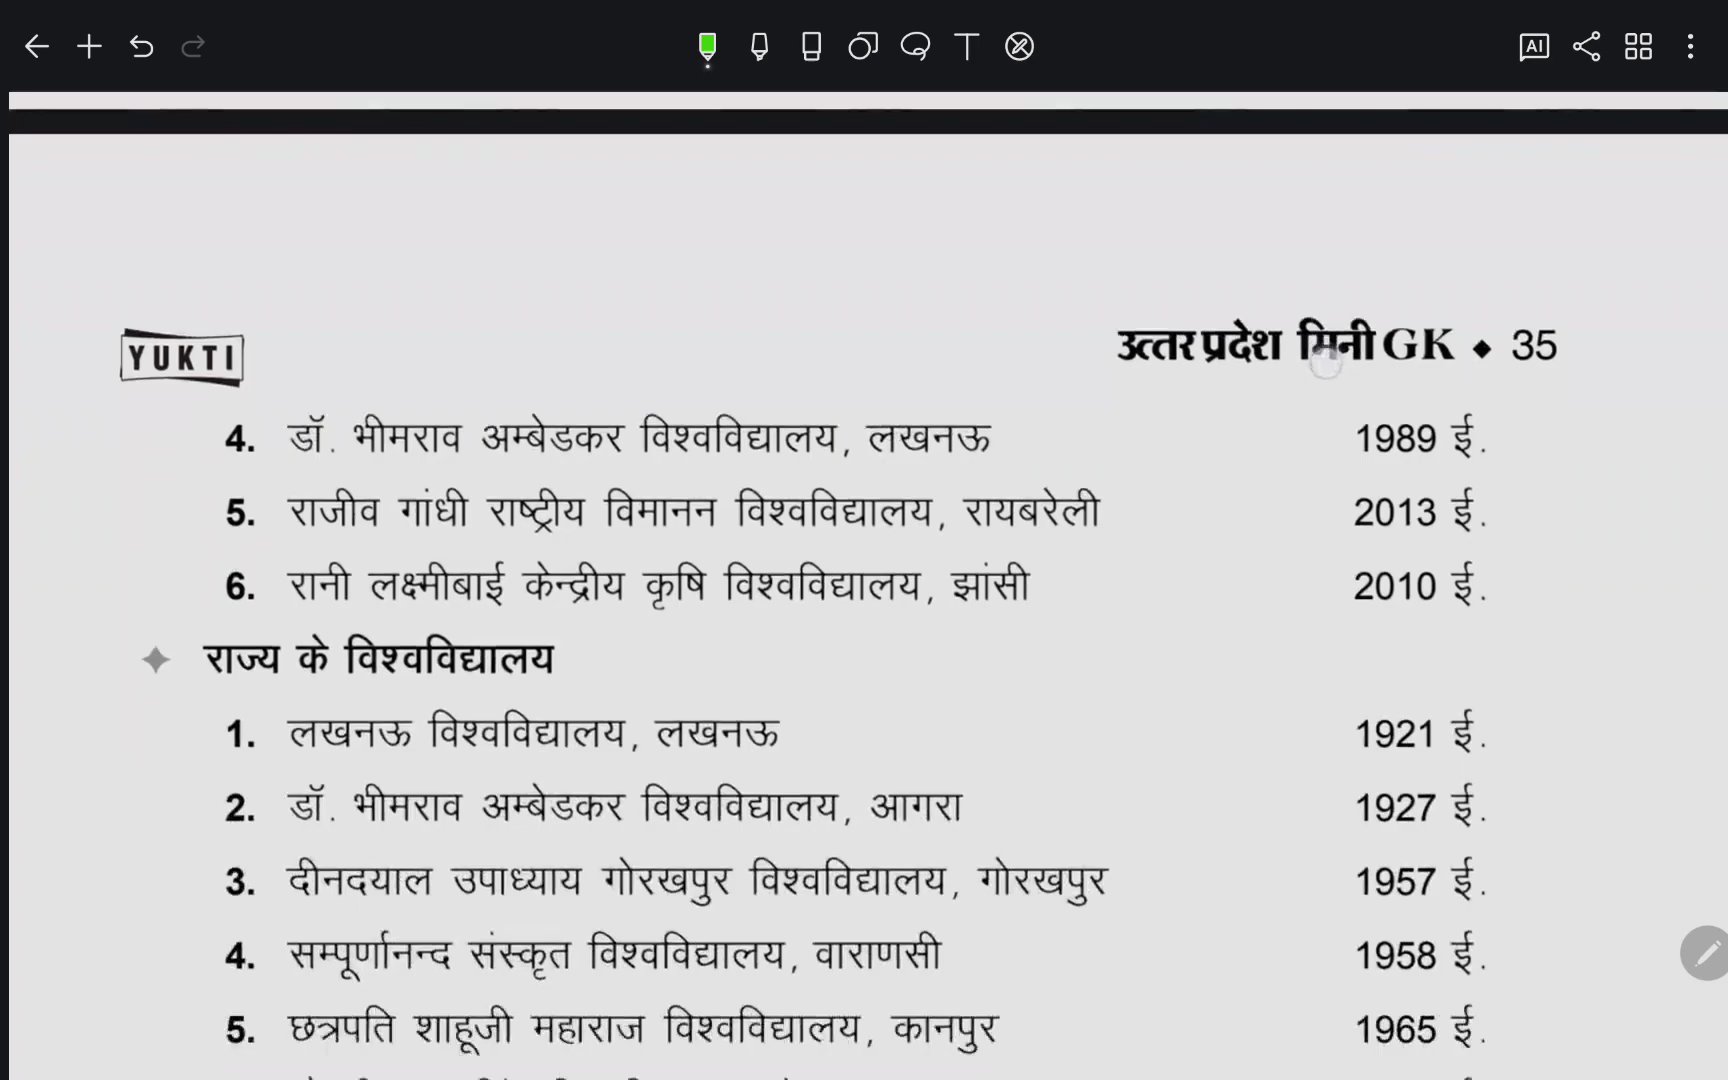 AI
YUKTI
उत्तर प्रदेश मिनी GK ◆ 35
4. डॉ. भीमराव अम्बेडकर विश्वविद्यालय, लखनऊ 1989 ई.
5. राजीव गांधी राष्ट्रीय विमानन विश्वविद्यालय, रायबरेली 2013 ई.
6. रानी लक्ष्मीबाई केन्द्रीय कृषि विश्वविद्यालय, झांसी 2010 ई.
राज्य के विश्वविद्यालय
1. लखनऊ विश्वविद्यालय, लखनऊ 1921 ई.
2. डॉ. भीमराव अम्बेडकर विश्वविद्यालय, आगरा 1927 ई.
3. दीनदयाल उपाध्याय गोरखपुर विश्वविद्यालय, गोरखपुर 1957 ई.
4. सम्पूर्णानन्द संस्कृत विश्वविद्यालय, वाराणसी 1958 ई.
5. छत्रपति शाहूजी महाराज विश्वविद्यालय, कानपुर 1965 ई.